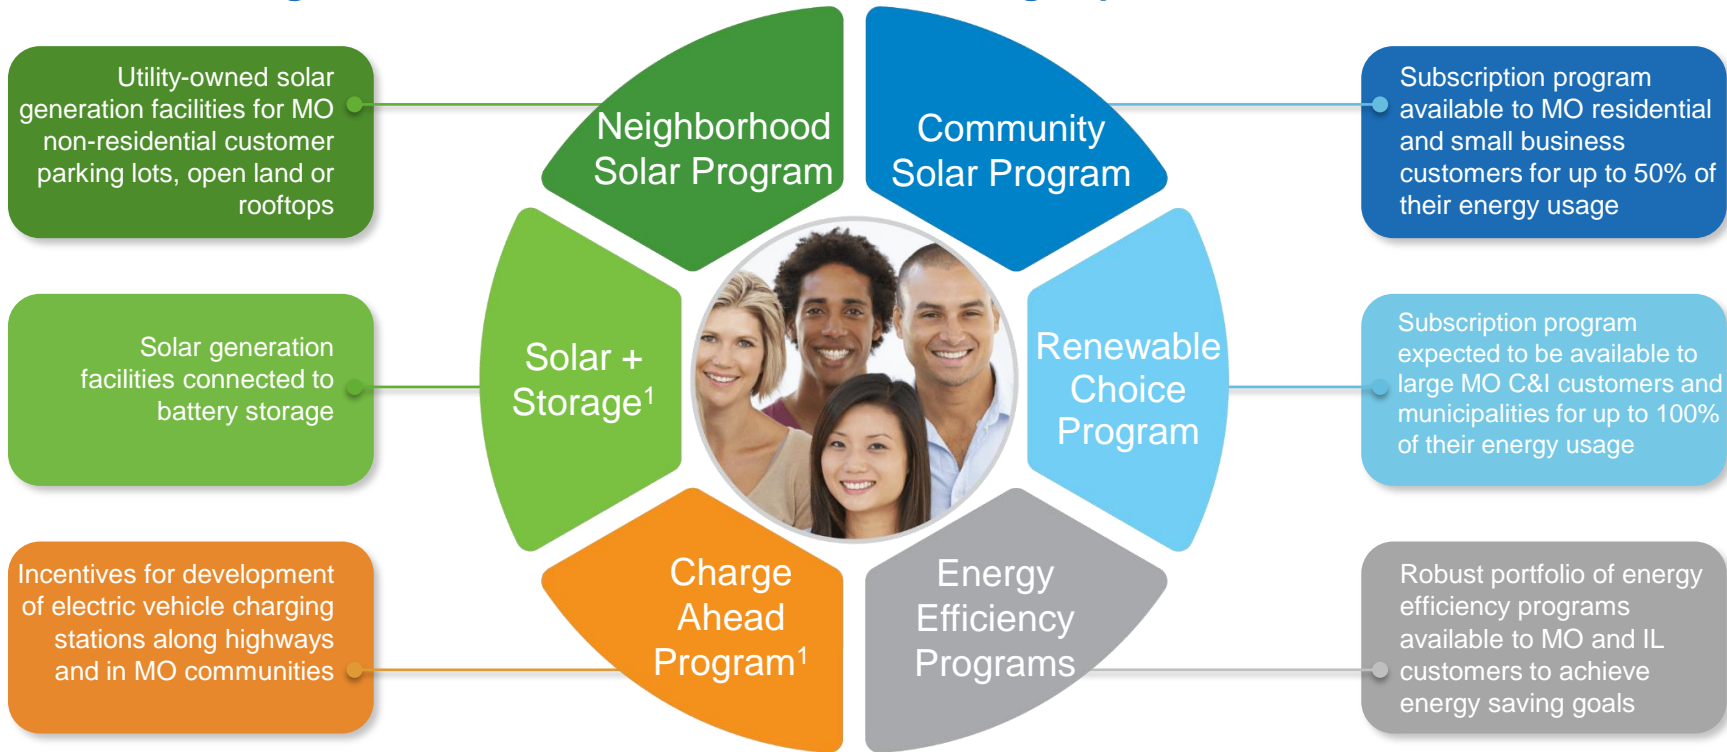 Utility-owned solar
generation facilities for MO
non-residential customer
parking lots, open land or
rooftops
Neighborhood
Solar Program
Community
Solar Program
Subscription program
available to MO residential
and small business
customers for up to 50% of
their energy usage
Solar generation
facilities connected to
battery storage
Solar +
Storage¹
Renewable
Choice
Program
Subscription program
expected to be available to
large MO C&I customers and
municipalities for up to 100%
of their energy usage
Incentives for development
of electric vehicle charging
stations along highways
and in MO communities
Charge
Ahead
Program¹
Energy
Efficiency
Programs
Robust portfolio of energy
efficiency programs
available to MO and IL
customers to achieve
energy saving goals